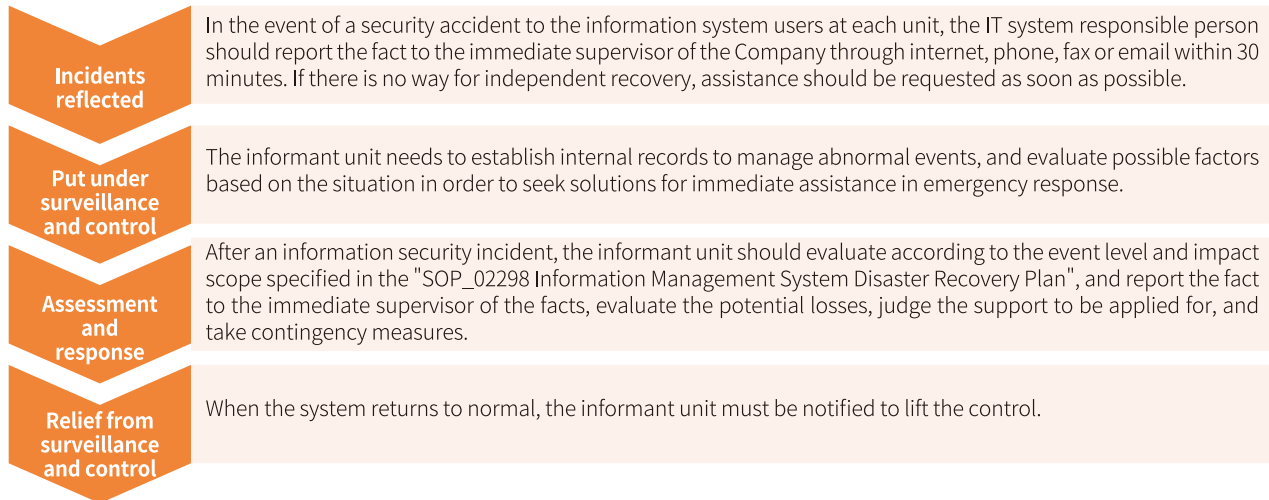 Incidents
reflected
In the event of a security accident to the information system users at each unit, the IT system responsible person
should report the fact to the immediate supervisor of the Company through internet, phone, fax or email within 30
minutes. If there is no way for independent recovery, assistance should be requested as soon as possible.
Put under
surveillance
and control
The informant unit needs to establish internal records to manage abnormal events, and evaluate possible factors
based on the situation in order to seek solutions for immediate assistance in emergency response.
Assessment
and
response
After an information security incident, the informant unit should evaluate according to the event level and impact
scope specified in the "SOP_02298 Information Management System Disaster Recovery Plan", and report the fact
to the immediate supervisor of the facts, evaluate the potential losses, judge the support to be applied for, and
take contingency measures.
Relief from
surveillance
and control
When the system returns to normal, the informant unit must be notified to lift the control.